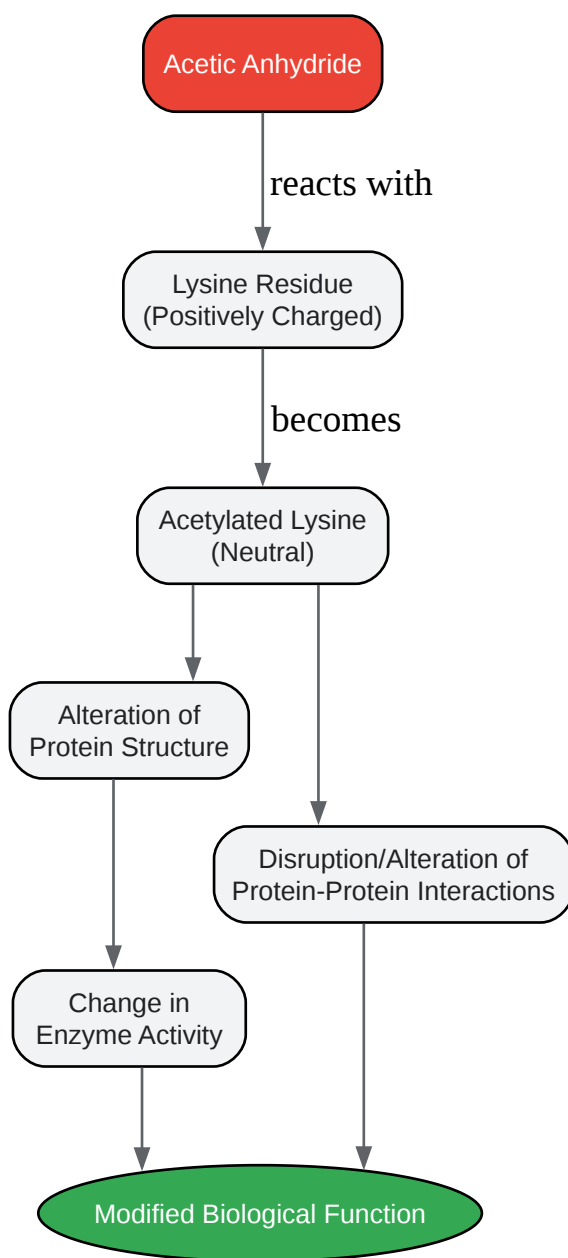 Acetic Anhydride
reacts with
Lysine Residue
(Positively Charged)
becomes
Acetylated Lysine
(Neutral)
Alteration of
Protein Structure
Disruption/Alteration of
Protein-Protein Interactions
Change in
Enzyme Activity
Modified Biological Function